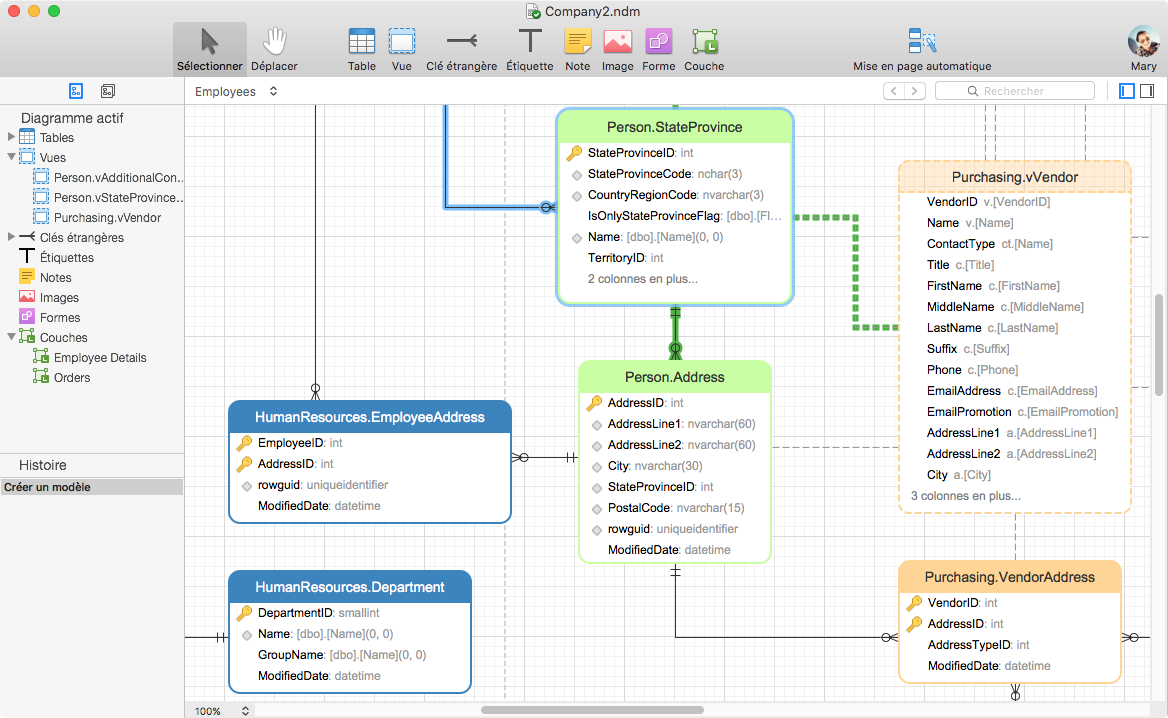 Company2.ndm
Sélectionner
Déplacer
Table
Vue
Clé étrangère
Étiquette
Note
Image
Forme
Couche
Mise en page automatique
Mary
Employees
Rechercher
Diagramme actif
Tables
Vues
Person.vAdditionalCon...
Person.vStateProvince...
Purchasing.vVendor
Clés étrangères
Étiquettes
Notes
Images
Formes
Couches
Employee Details
Orders
Histoire
Créer un modèle
Person.StateProvince
StateProvinceID: int
StateProvinceCode: nchar(3)
CountryRegionCode: nvarchar(3)
IsOnlyStateProvinceFlag: [dbo].[Fl...
Name: [dbo].[Name](0, 0)
TerritoryID: int
2 colonnes en plus...
Purchasing.vVendor
VendorID v.[VendorID]
Name v.[Name]
ContactType ct.[Name]
Title c.[Title]
FirstName c.[FirstName]
MiddleName c.[MiddleName]
LastName c.[LastName]
Suffix c.[Suffix]
Phone c.[Phone]
EmailAddress c.[EmailAddress]
EmailPromotion c.[EmailPromotion]
AddressLine1 a.[AddressLine1]
AddressLine2 a.[AddressLine2]
City a.[City]
3 colonnes en plus...
Person.Address
AddressID: int
AddressLine1: nvarchar(60)
AddressLine2: nvarchar(60)
City: nvarchar(30)
StateProvinceID: int
PostalCode: nvarchar(15)
rowguid: uniqueidentifier
ModifiedDate: datetime
HumanResources.EmployeeAddress
EmployeeID: int
AddressID: int
rowguid: uniqueidentifier
ModifiedDate: datetime
HumanResources.Department
DepartmentID: smallint
Name: [dbo].[Name](0, 0)
GroupName: [dbo].[Name](0, 0)
ModifiedDate: datetime
Purchasing.VendorAddress
VendorID: int
AddressID: int
AddressTypeID: int
ModifiedDate: datetime
100%